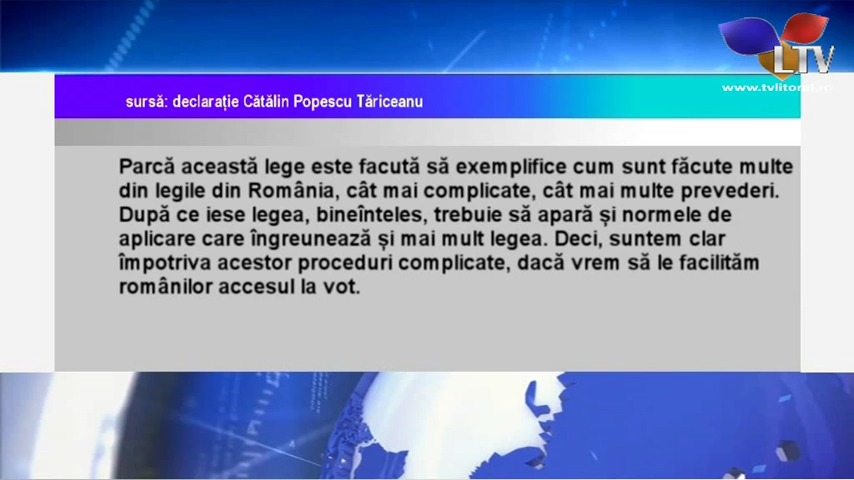 LTV
www.tvlitoral.ro
sursă: declarație Cătălin Popescu Tăriceanu
Parcă această lege este facută să exemplifice cum sunt făcute multe
din legile din România, cât mai complicate, cât mai multe prevederi.
După ce iese legea, bineînteles, trebuie să apară și normele de
aplicare care îngreunează și mai mult legea. Deci, suntem clar
împotriva acestor proceduri complicate, dacă vrem să le facilităm
românilor accesul la vot.